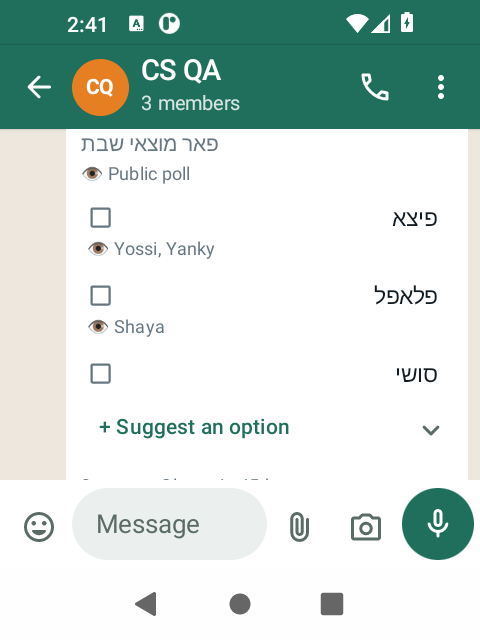 2:41
CQ
CS QA
3 members
פאר מוצאי שבת
Public poll
פיצא
Yossi, Yanky
פלאפל
Shaya
סושי
+ Suggest an option
Message